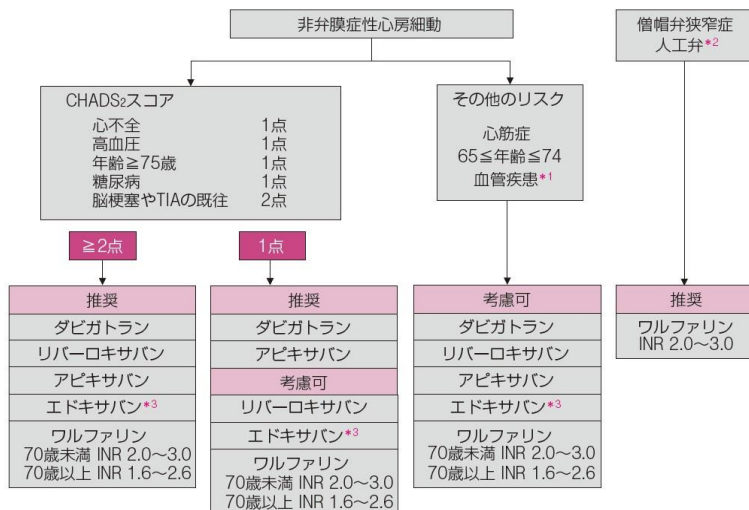 非弁膜症性心房細動
僧帽弁狭窄症
人工弁*2
CHADS₂スコア
心不全 1点
高血圧 1点
年齢≧75歳 1点
糖尿病 1点
脳梗塞やTIAの既往 2点
その他のリスク
心筋症
65≦年齢≦74
血管疾患*1
≧2点
1点
推奨
ダビガトラン
リバーロキサバン
アピキサバン
エドキサバン*3
ワルファリン
70歳未満 INR 2.0～3.0
70歳以上 INR 1.6～2.6
推奨
ダビガトラン
アピキサバン
考慮可
リバーロキサバン
エドキサバン*3
ワルファリン
70歳未満 INR 2.0～3.0
70歳以上 INR 1.6～2.6
考慮可
ダビガトラン
リバーロキサバン
アピキサバン
エドキサバン*3
ワルファリン
70歳未満 INR 2.0～3.0
70歳以上 INR 1.6～2.6
推奨
ワルファリン
INR 2.0～3.0